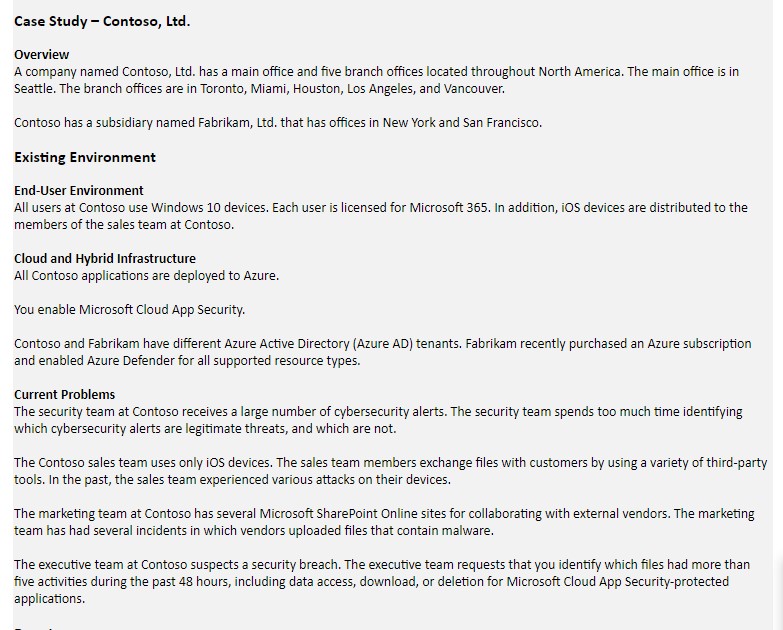 Case Study – Contoso, Ltd.
Overview
A company named Contoso, Ltd. has a main office and five branch offices located throughout North America. The main office is in
Seattle. The branch offices are in Toronto, Miami, Houston, Los Angeles, and Vancouver.
Contoso has a subsidiary named Fabrikam, Ltd. that has offices in New York and San Francisco.
Existing Environment
End-User Environment
All users at Contoso use Windows 10 devices. Each user is licensed for Microsoft 365. In addition, iOS devices are distributed to the
members of the sales team at Contoso.
Cloud and Hybrid Infrastructure
All Contoso applications are deployed to Azure.
You enable Microsoft Cloud App Security.
Contoso and Fabrikam have different Azure Active Directory (Azure AD) tenants. Fabrikam recently purchased an Azure subscription
and enabled Azure Defender for all supported resource types.
Current Problems
The security team at Contoso receives a large number of cybersecurity alerts. The security team spends too much time identifying
which cybersecurity alerts are legitimate threats, and which are not.
The Contoso sales team uses only iOS devices. The sales team members exchange files with customers by using a variety of third-party
tools. In the past, the sales team experienced various attacks on their devices.
The marketing team at Contoso has several Microsoft SharePoint Online sites for collaborating with external vendors. The marketing
team has had several incidents in which vendors uploaded files that contain malware.
The executive team at Contoso suspects a security breach. The executive team requests that you identify which files had more than
five activities during the past 48 hours, including data access, download, or deletion for Microsoft Cloud App Security-protected
applications.